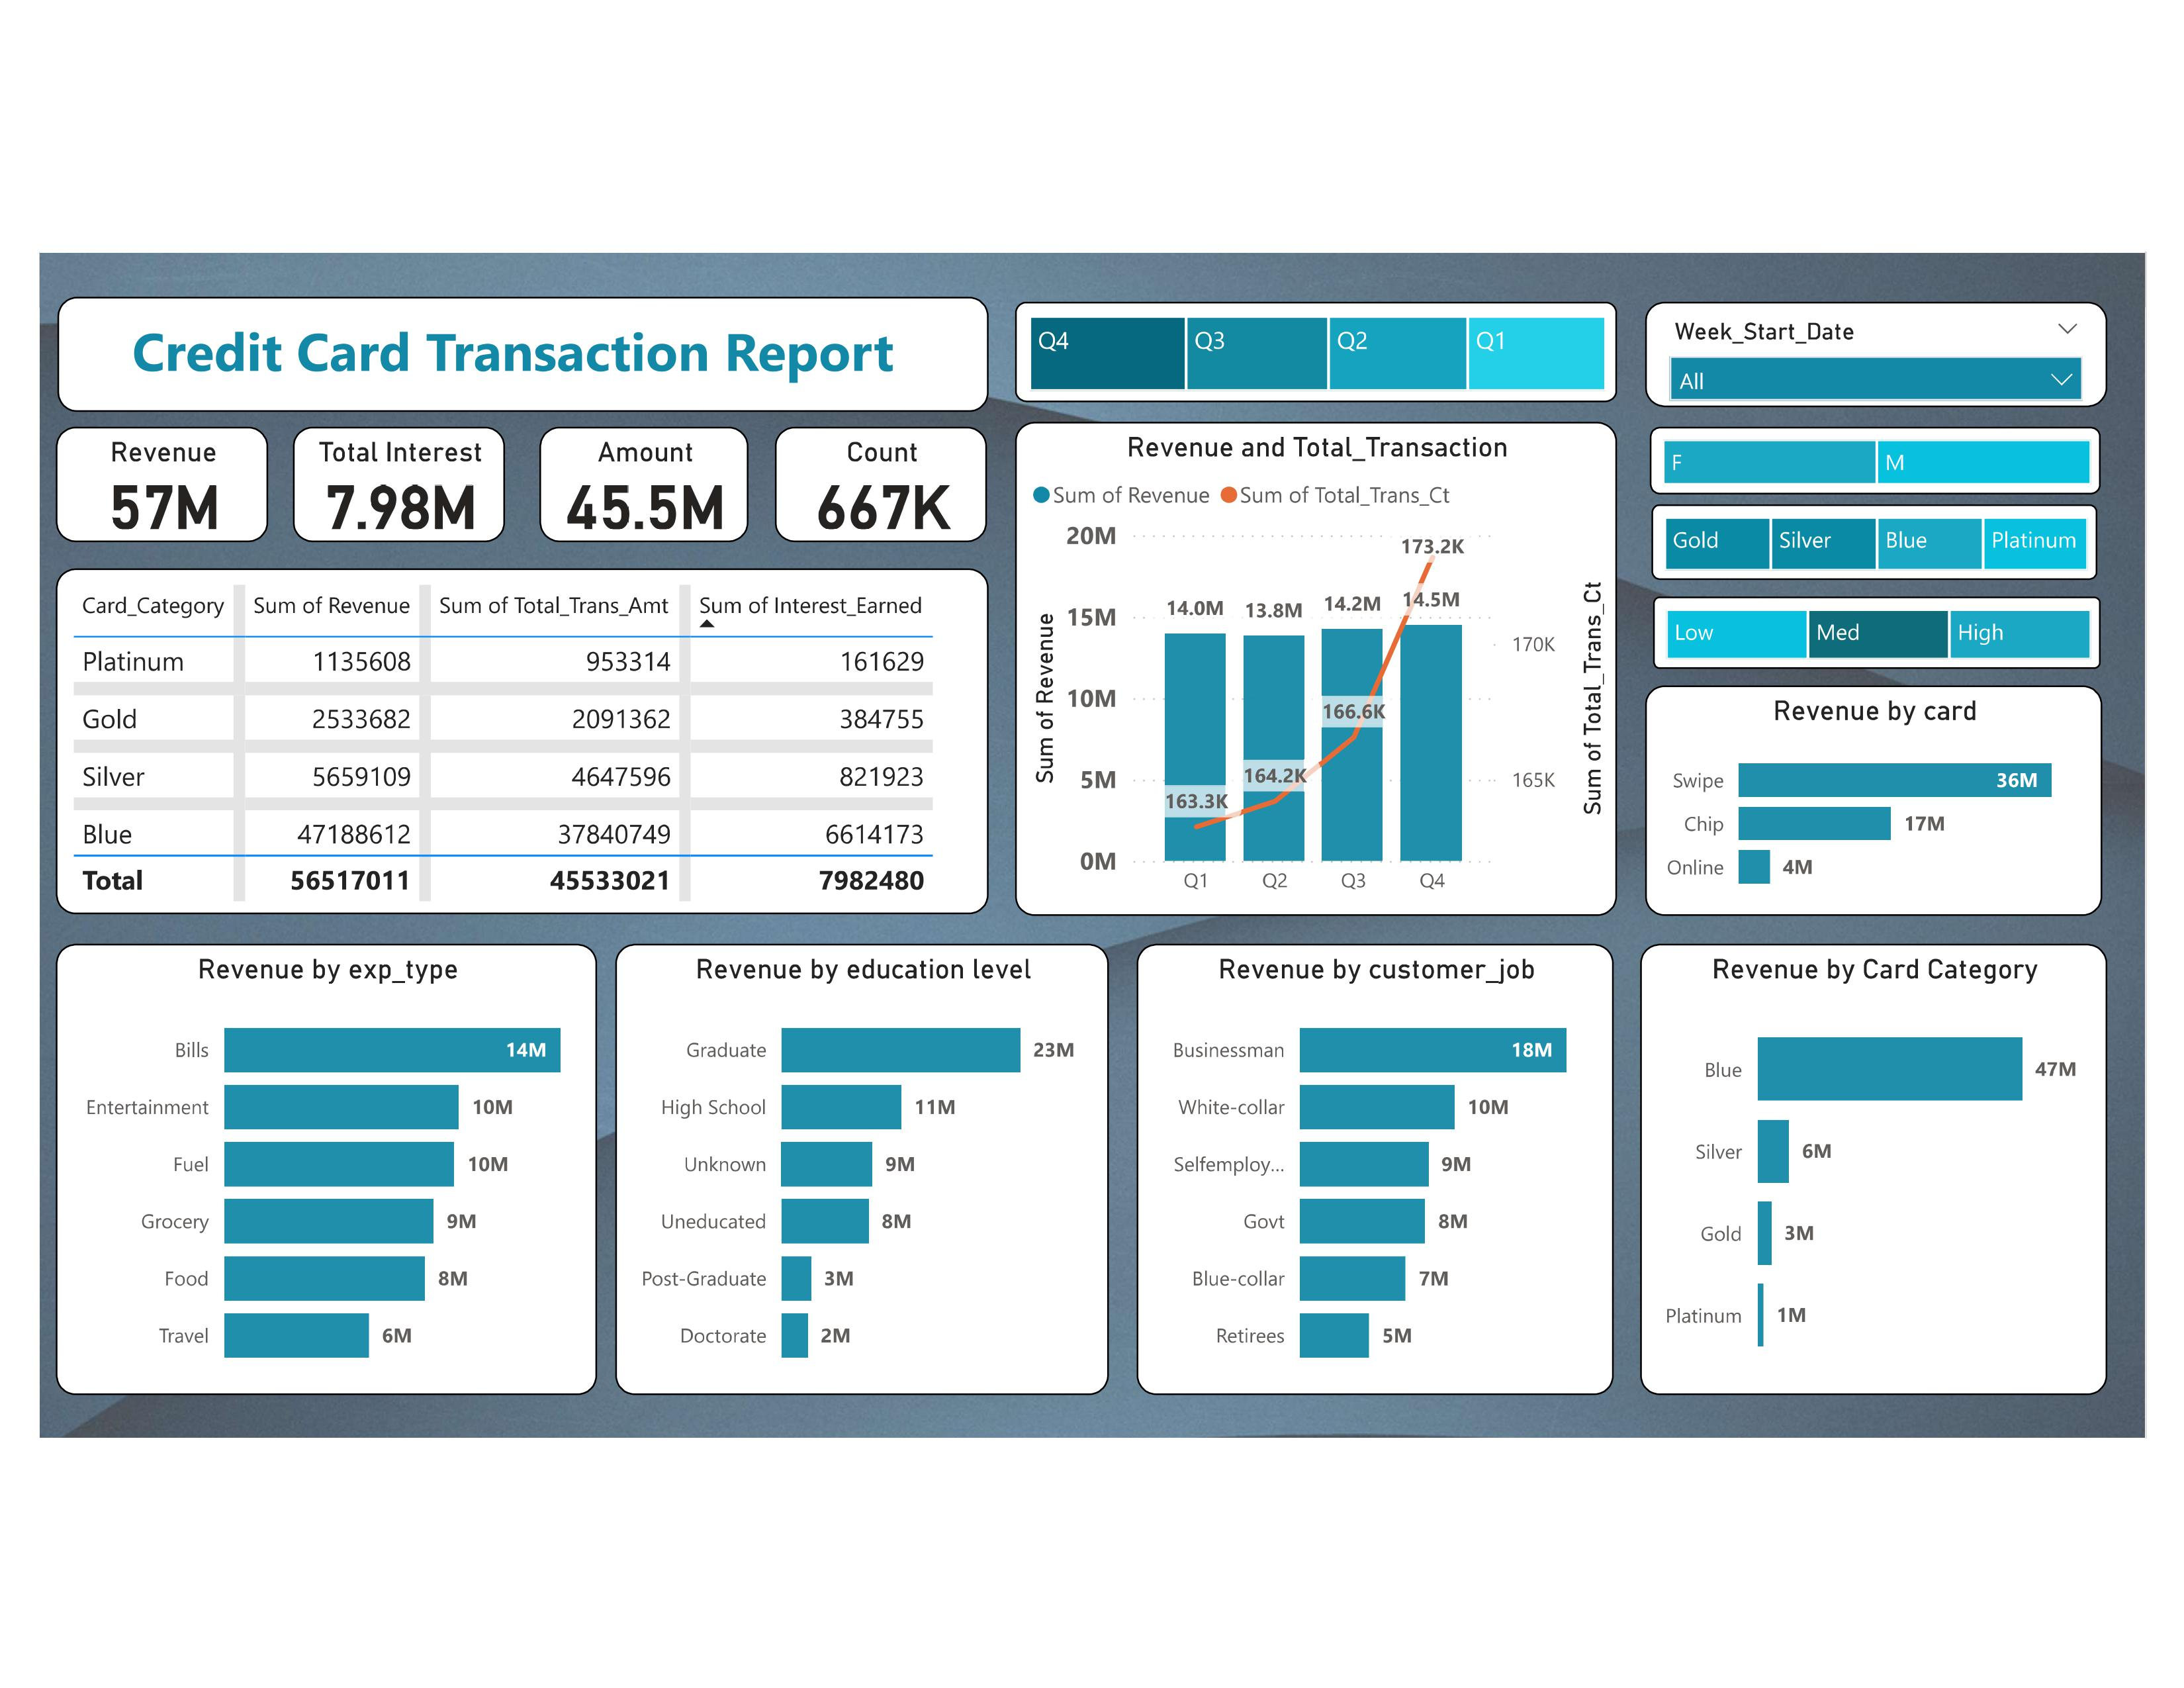 Credit Card Transaction Report
Q4 Q3 Q2 Q1
Week_Start_Date
All
Revenue
57M
Total Interest
7.98M
Amount
45.5M
Count
667K
F M
Gold Silver Blue Platinum
Low Med High
Card_Category Sum of Revenue Sum of Total_Trans_Amt Sum of Interest_Earned
Platinum 1135608 953314 161629
Gold 2533682 2091362 384755
Silver 5659109 4647596 821923
Blue 47188612 37840749 6614173
Total 56517011 45533021 7982480
Revenue and Total_Transaction
Sum of Revenue Sum of Total_Trans_Ct
Sum of Revenue
20M
15M
10M
5M
0M
14.0M 13.8M 14.2M 14.5M
163.3K 164.2K 166.6K 173.2K
170K
165K
Sum of Total_Trans_Ct
Q1 Q2 Q3 Q4
Revenue by card
Swipe 36M
Chip 17M
Online 4M
Revenue by exp_type
Bills 14M
Entertainment 10M
Fuel 10M
Grocery 9M
Food 8M
Travel 6M
Revenue by education level
Graduate 23M
High School 11M
Unknown 9M
Uneducated 8M
Post-Graduate 3M
Doctorate 2M
Revenue by customer_job
Businessman 18M
White-collar 10M
Selfemploy... 9M
Govt 8M
Blue-collar 7M
Retirees 5M
Revenue by Card Category
Blue 47M
Silver 6M
Gold 3M
Platinum 1M